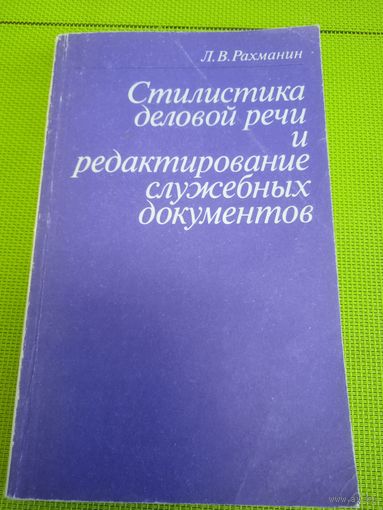 Л. В. Рахманин
Стилистика
деловой речи
и
редактирование
служебных
документов